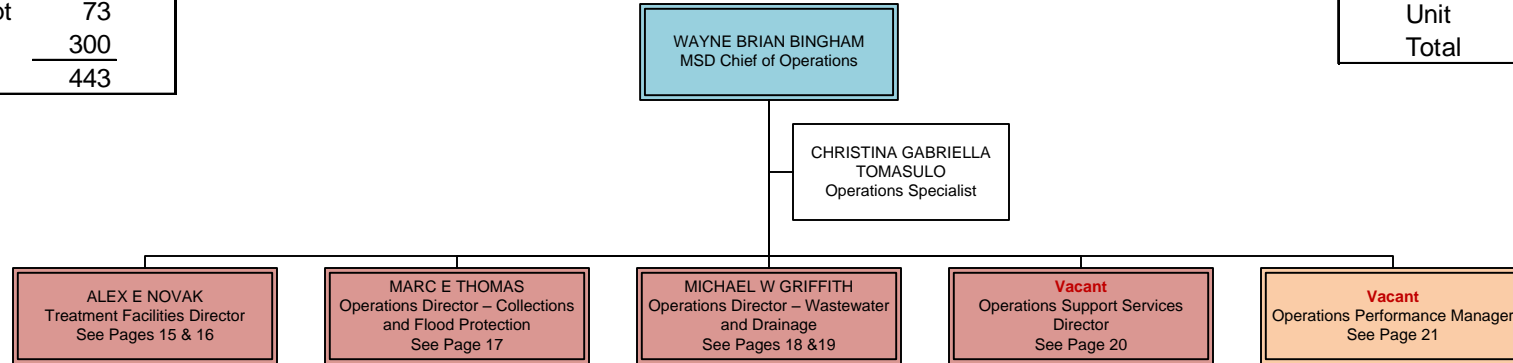 ot 73
300
443
Unit
Total
WAYNE BRIAN BINGHAM
MSD Chief of Operations
CHRISTINA GABRIELLA
TOMASULO
Operations Specialist
ALEX E NOVAK
Treatment Facilities Director
See Pages 15 & 16
MARC E THOMAS
Operations Director – Collections
and Flood Protection
See Page 17
MICHAEL W GRIFFITH
Operations Director – Wastewater
and Drainage
See Pages 18 &19
Vacant
Operations Support Services
Director
See Page 20
Vacant
Operations Performance Manager
See Page 21